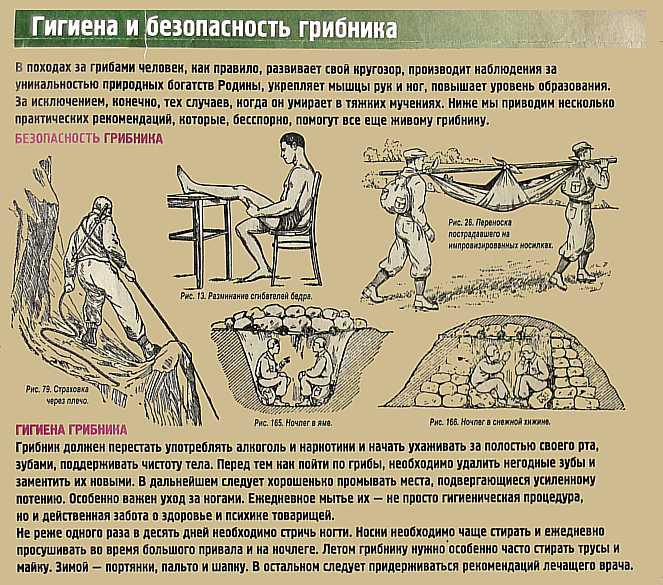 Гигиена и безопасность грибника
В походах за грибами человек, как правило, развивает свой кругозор, производит наблюдения за
уникальностью природных богатств Родины, укрепляет мышцы рук и ног, повышает уровень образования.
За исключением, конечно, тех случаев, когда он умирает в тяжких мучениях. Ниже мы приводим несколько
практических рекомендаций, которые, бесспорно, помогут все еще живому грибнику.
БЕЗОПАСНОСТЬ ГРИБНИКА
Рис. 13. Разминание сгибателей бедра.
Рис. 26. Переноска
пострадавшего на
импровизированных носилках.
Рис. 79. Страховка
через плечо.
Рис. 165. Ночлег в яме.
Рис. 166. Ночлег в снежной хижине.
ГИГИЕНА ГРИБНИКА
Грибник должен перестать употреблять алкоголь и наркотики и начать ухаживать за полостью своего рта,
зубами, поддерживать чистоту тела. Перед тем как пойти по грибы, необходимо удалить негодные зубы и
заментить их новыми. В дальнейшем следует хорошенько промывать места, подвергающиеся усиленному
потению. Особенно важен уход за ногами. Ежедневное мытье их — не просто гигиеническая процедура,
но и действенная забота о здоровье и психике товарищей.
Не реже одного раза в десять дней необходимо стричь ногти. Носки необходимо чаще стирать и ежедневно
просушивать во время большого привала и на ночлеге. Летом грибнику нужно особенно часто стирать трусы и
майку. Зимой — портянки, пальто и шапку. В остальном следует придерживаться рекомендаций лечащего врача.